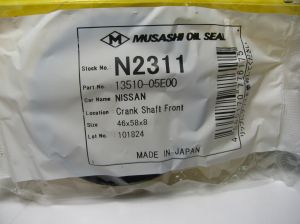 MUSASHI OIL SEAL
Stock No. N2311
Part No. 13510-05E00
Car Name NISSAN
Location Crank Shaft Front
Size 46x58x8
Lot No. 101824
MADE IN JAPAN